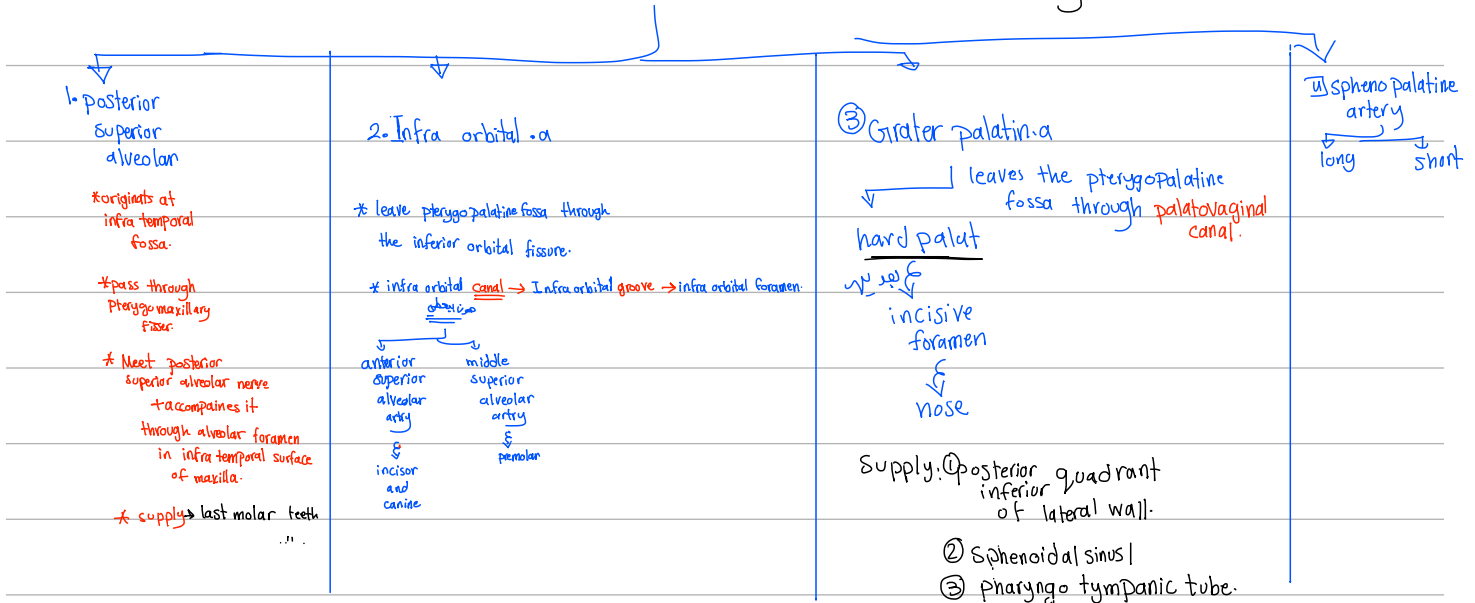 1. posterior
superior
alveolar
*originats at
infra temporal
fossa.
*pass through
Pterygomaxillary
fisser.
* Meet posterior
superior alveolar nerve
+accompaines it
through alveolar foramen
in infra temporal surface
of maxilla.
* supply→ last molar teeth
2. Infra orbital .a
* leave pterygopalatine fossa through
the inferior orbital fissure.
* infra orbital canal → Infra orbital groove → infra orbital foramen.
anterior
superior
alveolar
artry
incisor
and
canine
middle
superior
alveolar
artry
premolar
③ Grater palatin.a
leaves the pterygopalatine
fossa through palatovaginal
canal.
hard palat
incisive
foramen
nose
Supply: ① posterior quadrant
inferior
of lateral wall.
② Sphenoidal sinus
③ pharyngo tympanic tube.
spheno palatine
artery
long short